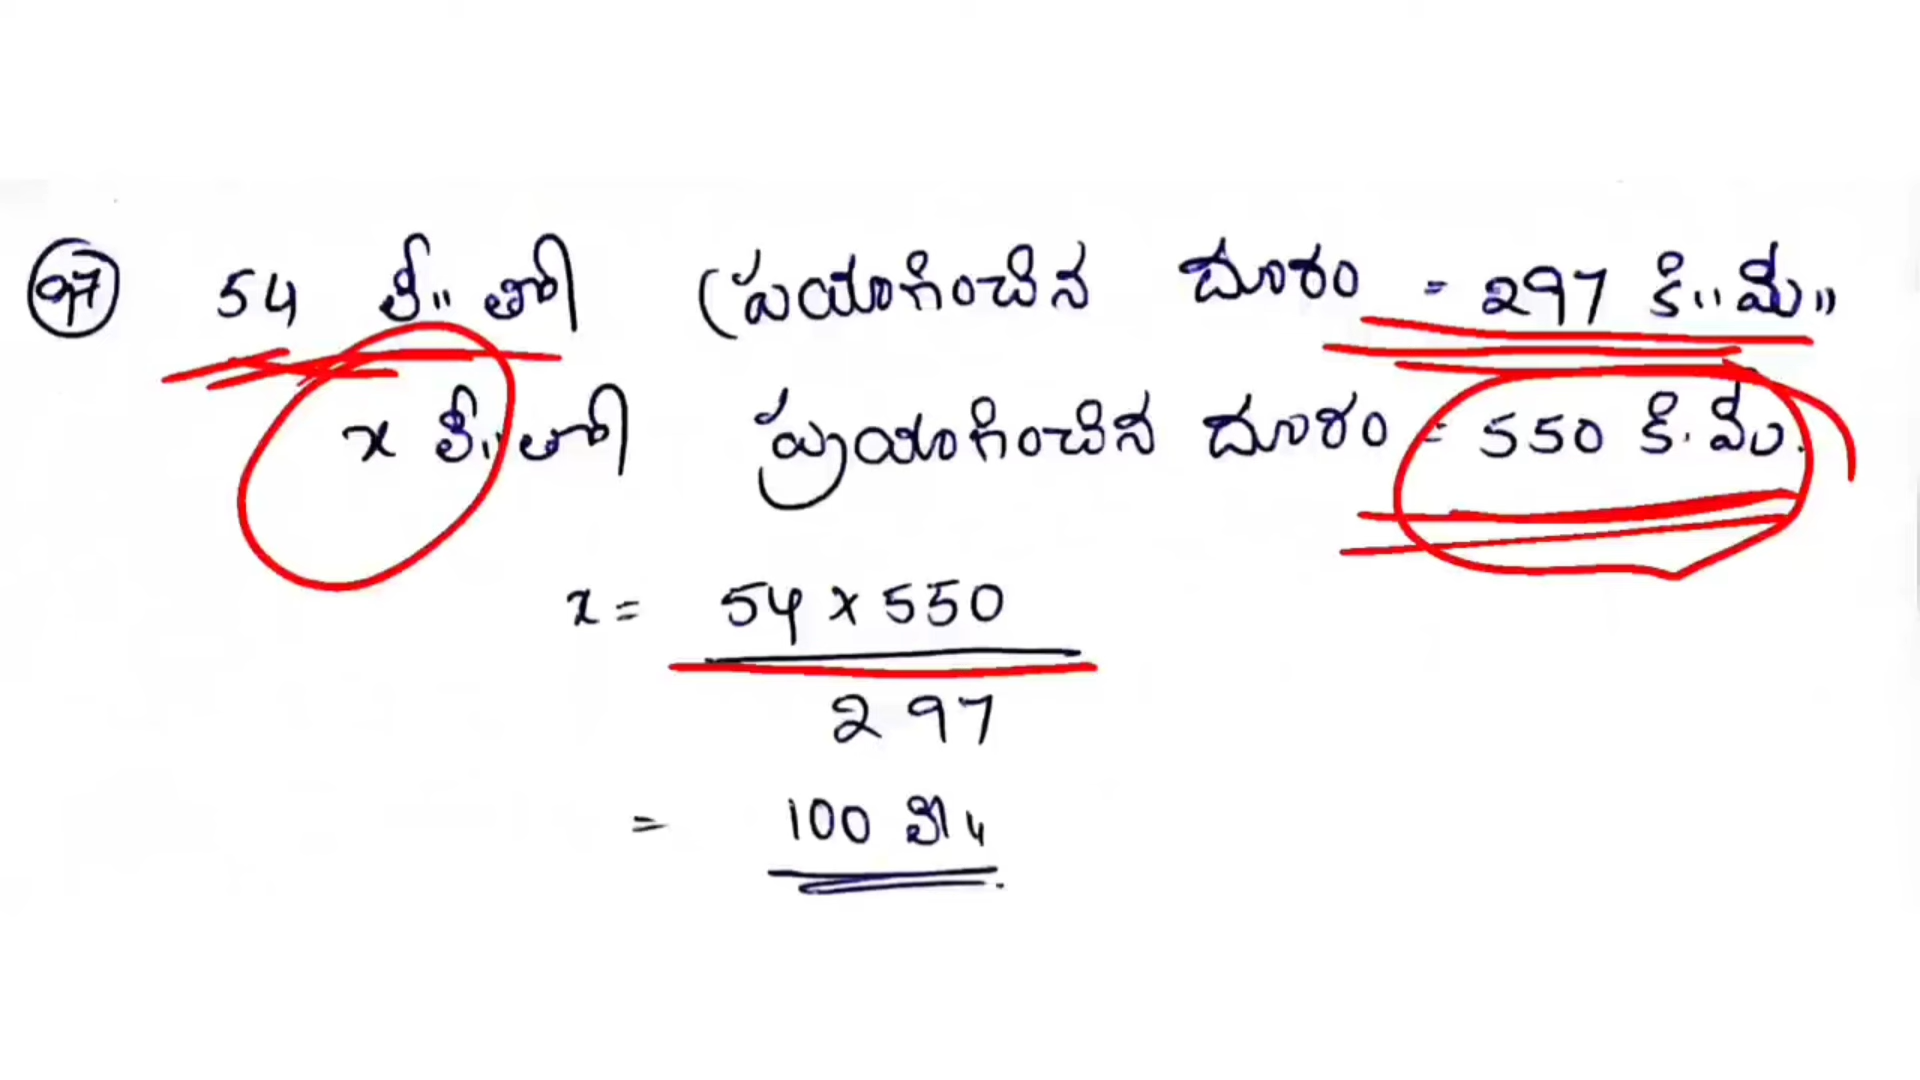 97 54 లీ॥ తో ప్రయాగించిన దూరం = 297 కి॥మీ॥
x లీ॥ తో ప్రయాగించిన దూరం = 550 కి.మీ.
x = 54 x 550
297
= 100 లీ॥